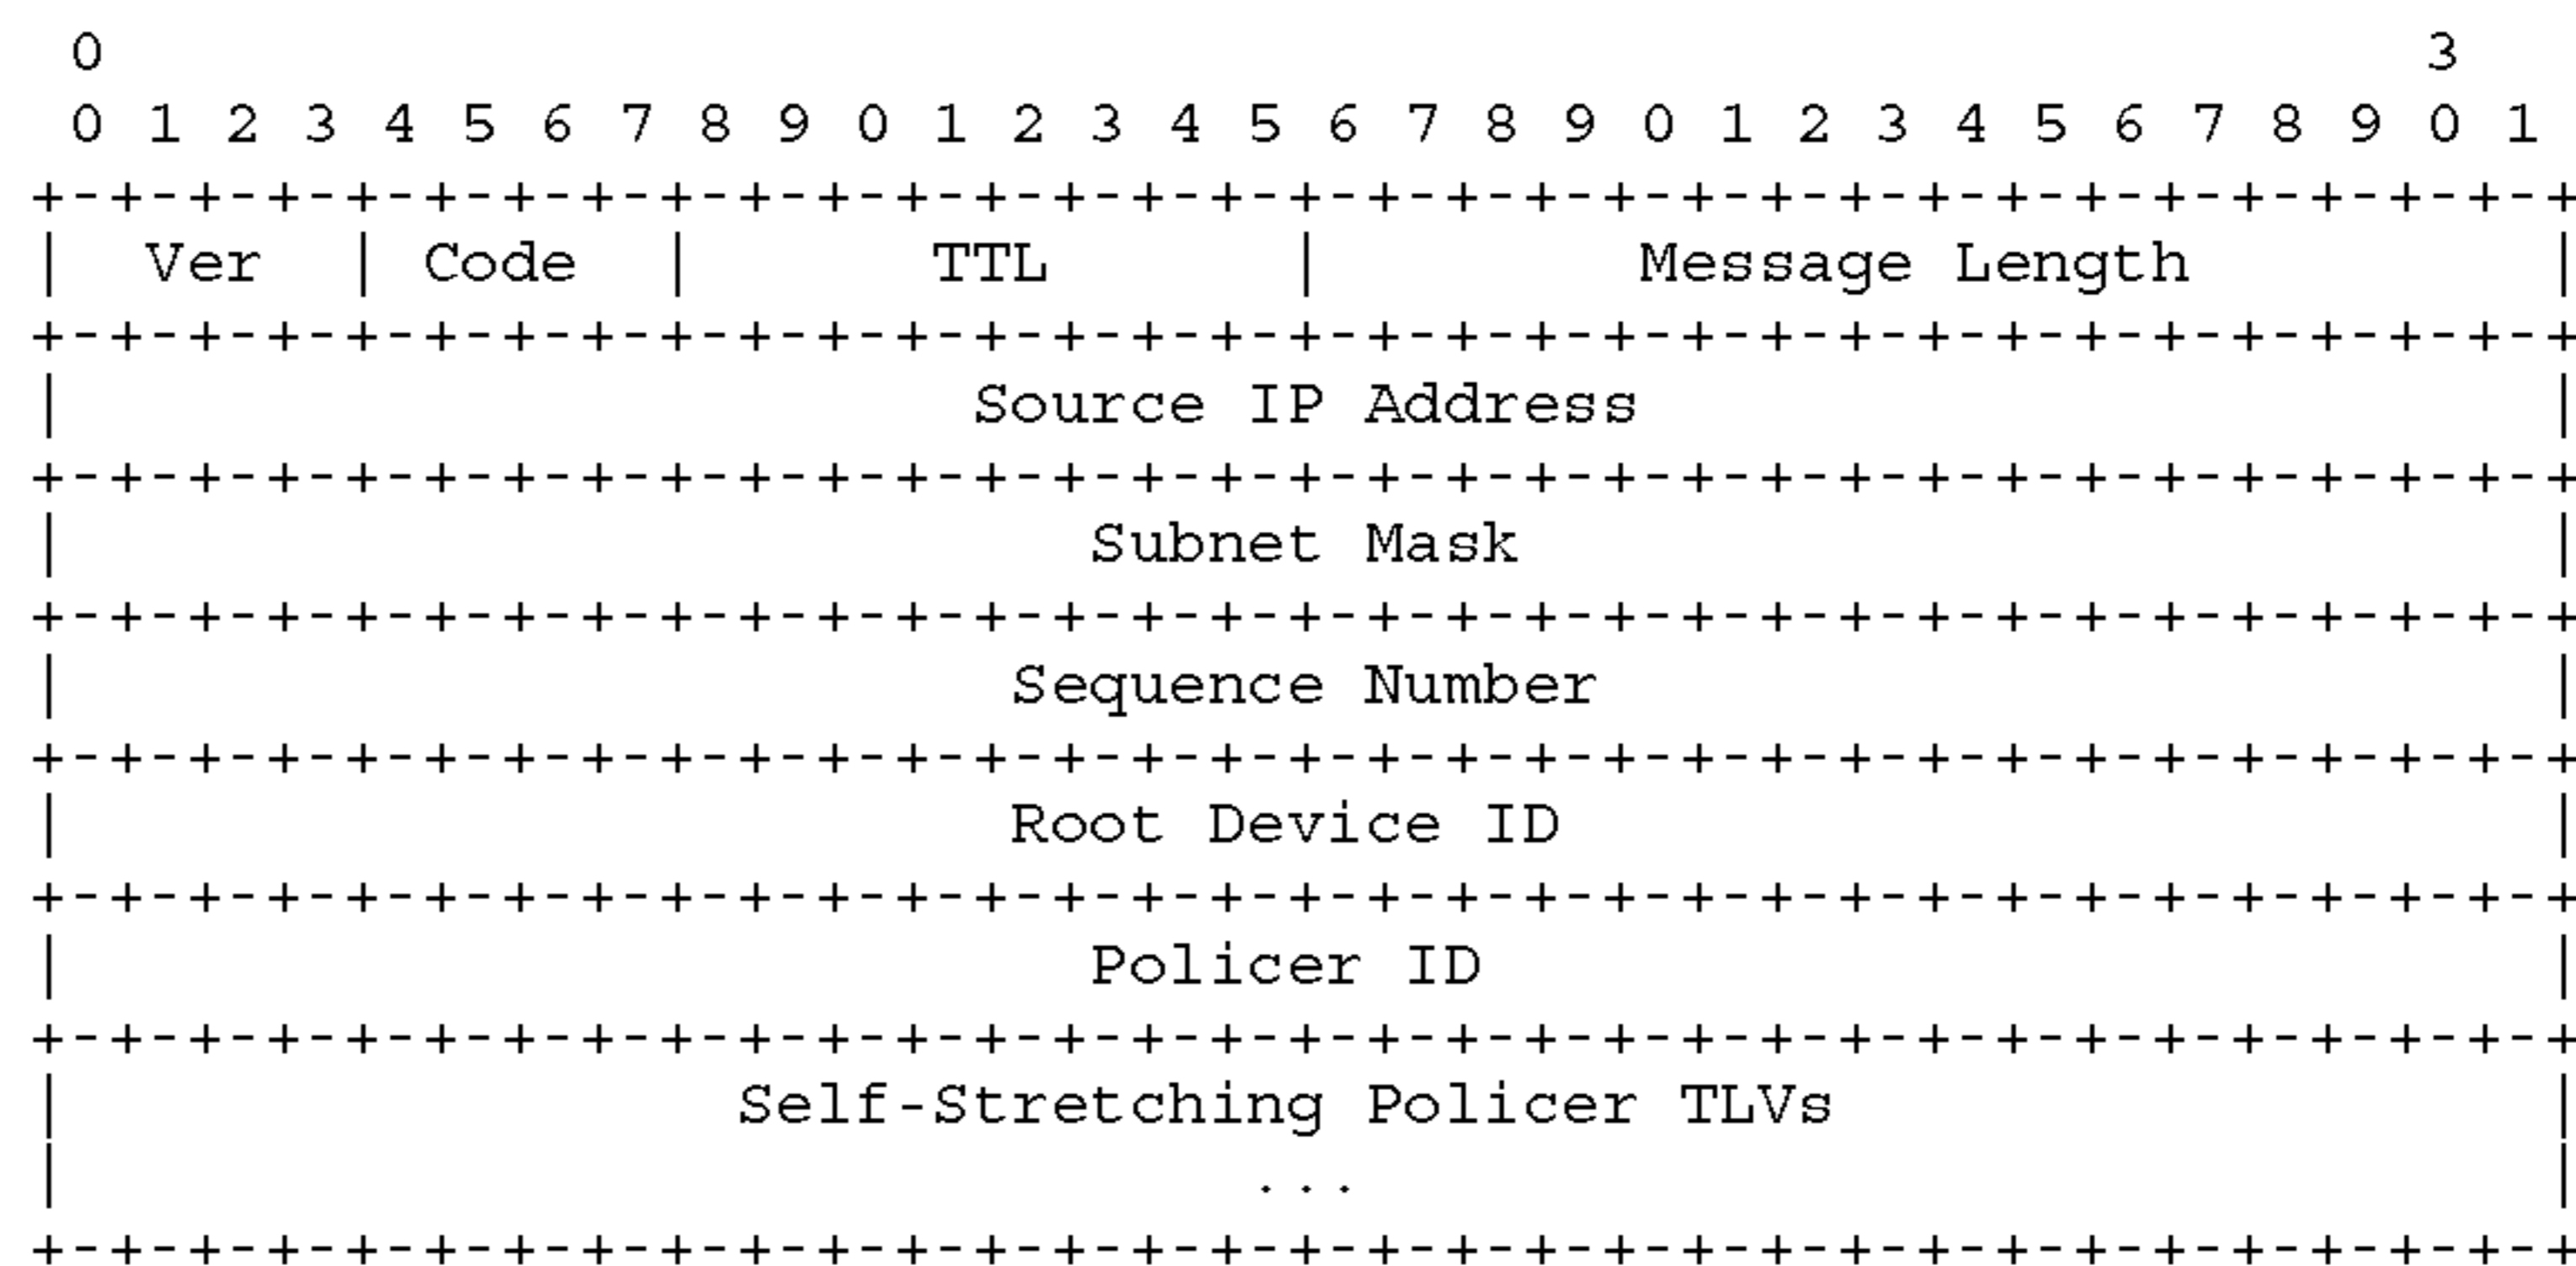 0                                                           3
 0 1 2 3 4 5 6 7 8 9 0 1 2 3 4 5 6 7 8 9 0 1 2 3 4 5 6 7 8 9 0 1
+-+-+-+-+-+-+-+-+-+-+-+-+-+-+-+-+-+-+-+-+-+-+-+-+-+-+-+-+-+-+-+-+
|  Ver  | Code  |      TTL      |        Message Length         |
+-+-+-+-+-+-+-+-+-+-+-+-+-+-+-+-+-+-+-+-+-+-+-+-+-+-+-+-+-+-+-+-+
|                       Source IP Address                       |
+-+-+-+-+-+-+-+-+-+-+-+-+-+-+-+-+-+-+-+-+-+-+-+-+-+-+-+-+-+-+-+-+
|                          Subnet Mask                          |
+-+-+-+-+-+-+-+-+-+-+-+-+-+-+-+-+-+-+-+-+-+-+-+-+-+-+-+-+-+-+-+-+
|                        Sequence Number                        |
+-+-+-+-+-+-+-+-+-+-+-+-+-+-+-+-+-+-+-+-+-+-+-+-+-+-+-+-+-+-+-+-+
|                        Root Device ID                         |
+-+-+-+-+-+-+-+-+-+-+-+-+-+-+-+-+-+-+-+-+-+-+-+-+-+-+-+-+-+-+-+-+
|                          Policer ID                           |
+-+-+-+-+-+-+-+-+-+-+-+-+-+-+-+-+-+-+-+-+-+-+-+-+-+-+-+-+-+-+-+-+
|                 Self-Stretching Policer TLVs                  |
|                              ...                              |
+-+-+-+-+-+-+-+-+-+-+-+-+-+-+-+-+-+-+-+-+-+-+-+-+-+-+-+-+-+-+-+-+